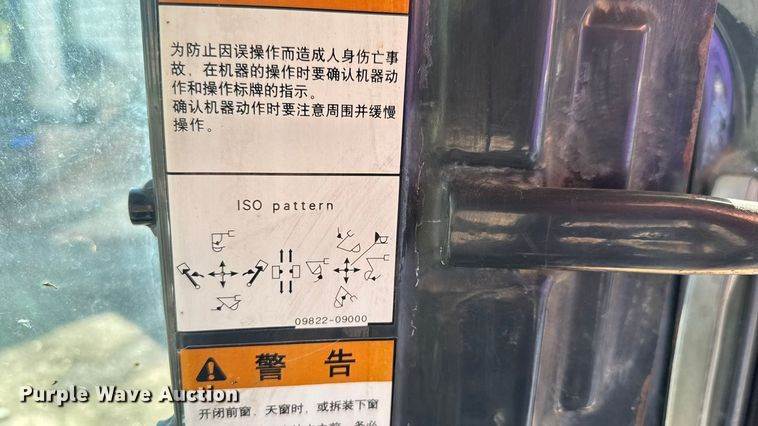 为防止因误操作而造成人身伤亡事
故，在机器的操作时要确认机器动
作和操作标牌的指示。
确认机器动作时要注意周围并缓慢
操作。
ISO pattern
09822-09000
警告
开闭前窗，天窗时，或拆装下窗
Purple Wave Auction